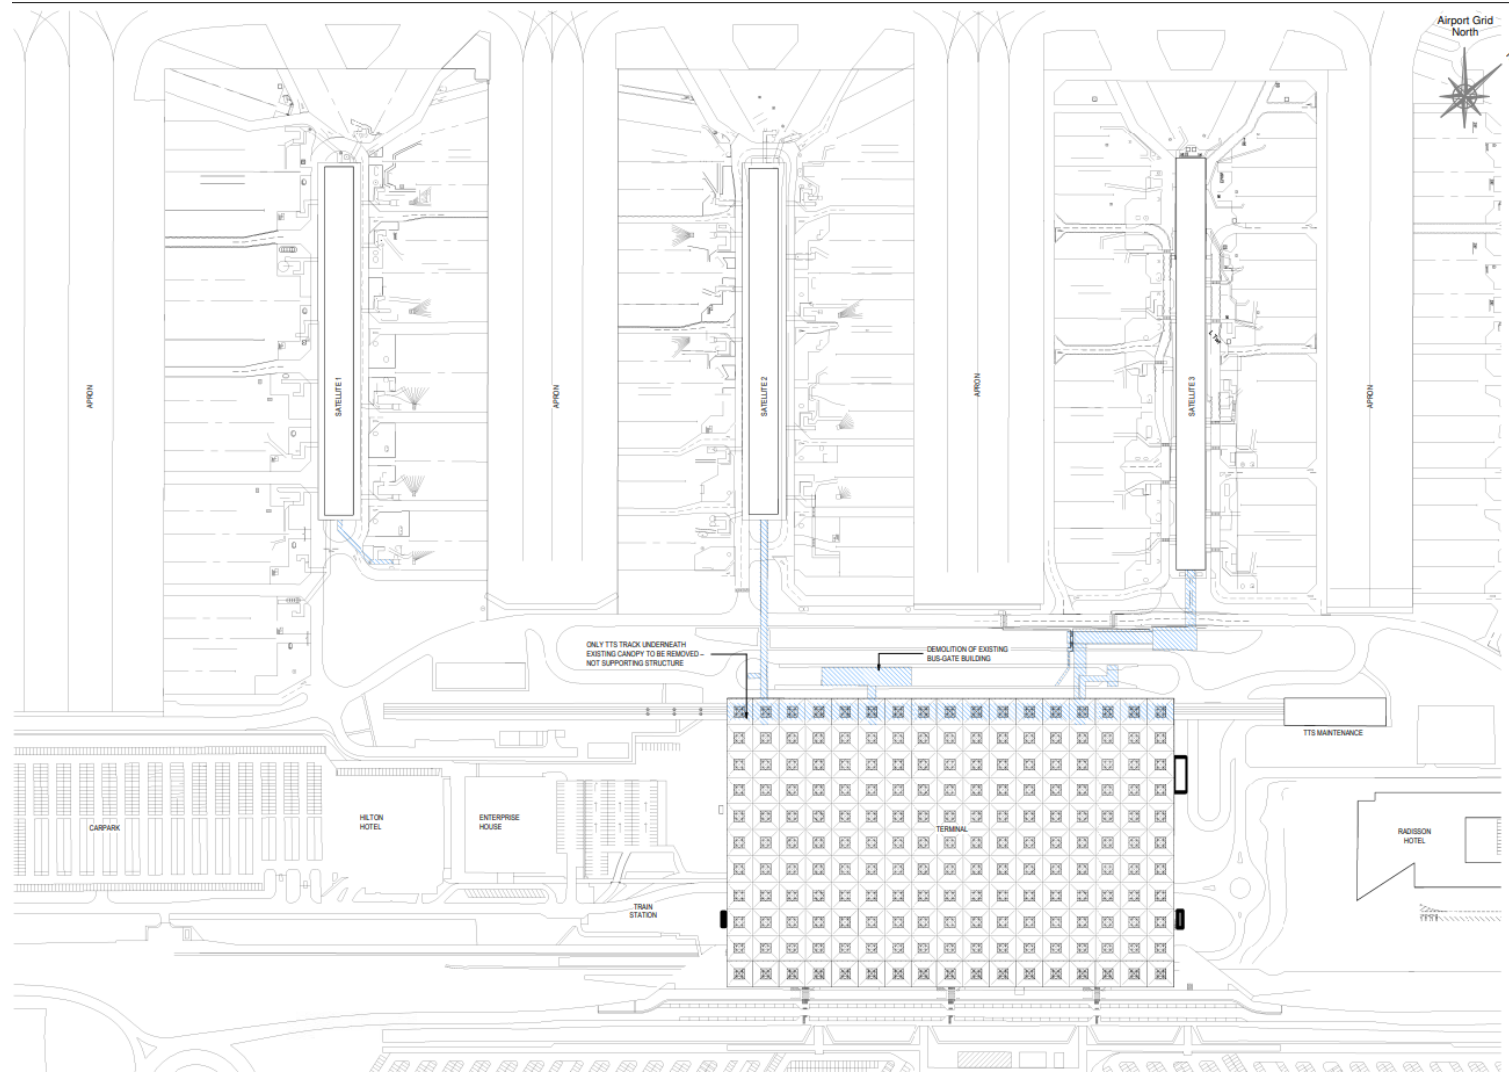 Airport Grid
North
APRON
SATELLITE 1
APRON
SATELLITE 2
APRON
SATELLITE 3
APRON
ONLY TTS TRACK UNDERNEATH
EXISTING CANOPY TO BE REMOVED –
NOT SUPPORTING STRUCTURE
DEMOLITION OF EXISTING
BUS-GATE BUILDING
TTS MAINTENANCE
CARPARK
HILTON
HOTEL
ENTERPRISE
HOUSE
TERMINAL
RADISSON
HOTEL
TRAIN
STATION